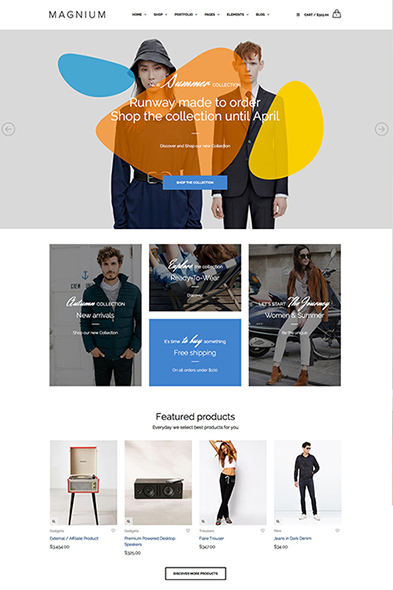 MAGNIUM
HOME SHOP PORTFOLIO PAGES ELEMENTS BLOG
Summer COLLECTION
Runway made to order
Shop the collection until April
Discover and Shop our new Collection
SHOP THE COLLECTION
Autumn COLLECTION
New arrivals
Shop our new Collection
Explore the collection
Ready-To-Wear
Discover
It's time to buy something
Free shipping
On all orders under $100
LET'S START The Journey
Women & Summer
Be the unique
Featured products
Everyday we select best products for you
Gadgets
External / Affiliate Product
$3,454.00
Gadgets
Premium Powered Desktop
Speakers
$325.00
Trousers
Flare Trouser
$347.00
Men
Jeans in Dark Denim
$34.00
DISCOVER MORE PRODUCTS